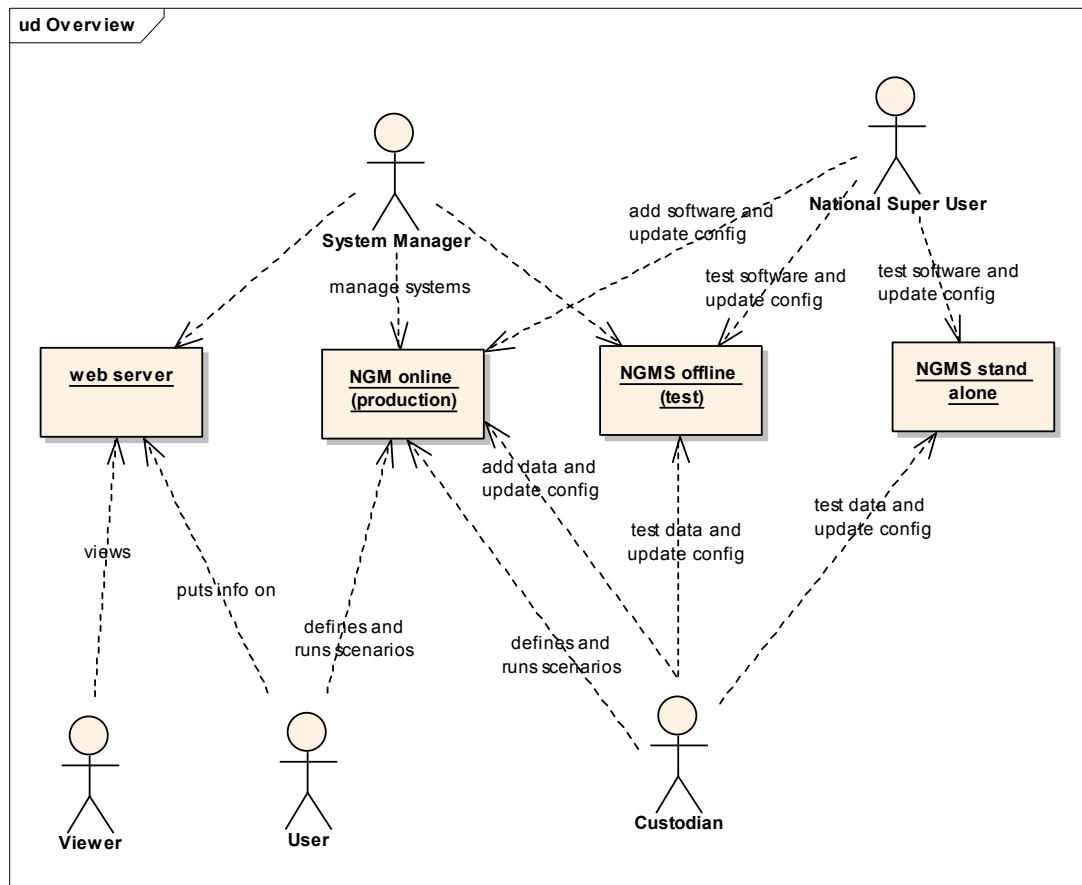 ud Overview
System Manager
National Super User
add software and
update config
manage systems
test software and
update config
test software and
update config
web server
NGM online
(production)
NGMS offline
(test)
NGMS stand
alone
add data and
update config
test data and
update config
test data and
update config
views
puts info on
defines and
runs scenarios
defines and
runs scenarios
Viewer
User
Custodian